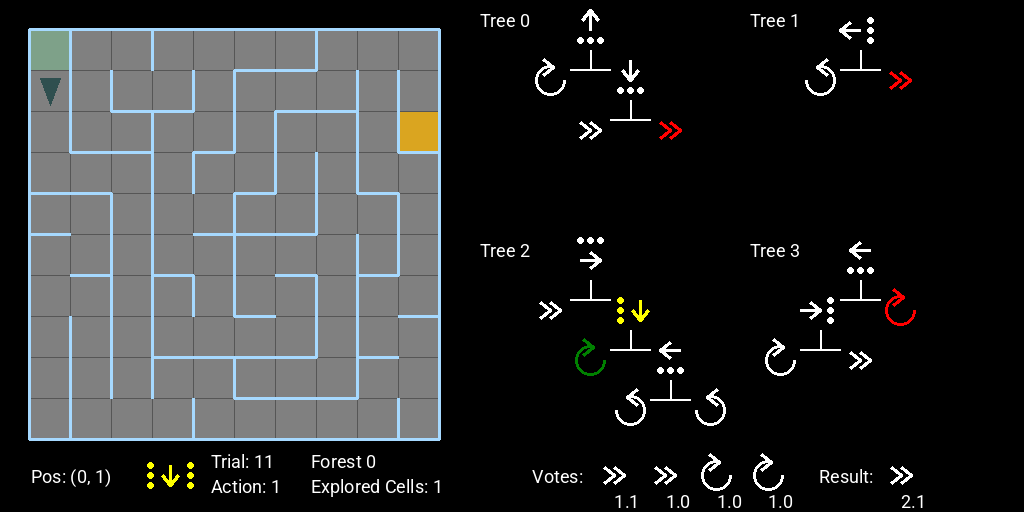 Tree 0
Tree 1
Tree 2
Tree 3
Pos: (0, 1)
Trial: 11
Forest 0
Action: 1
Explored Cells: 1
Votes:
1.1
1.0
1.0
1.0
Result:
2.1